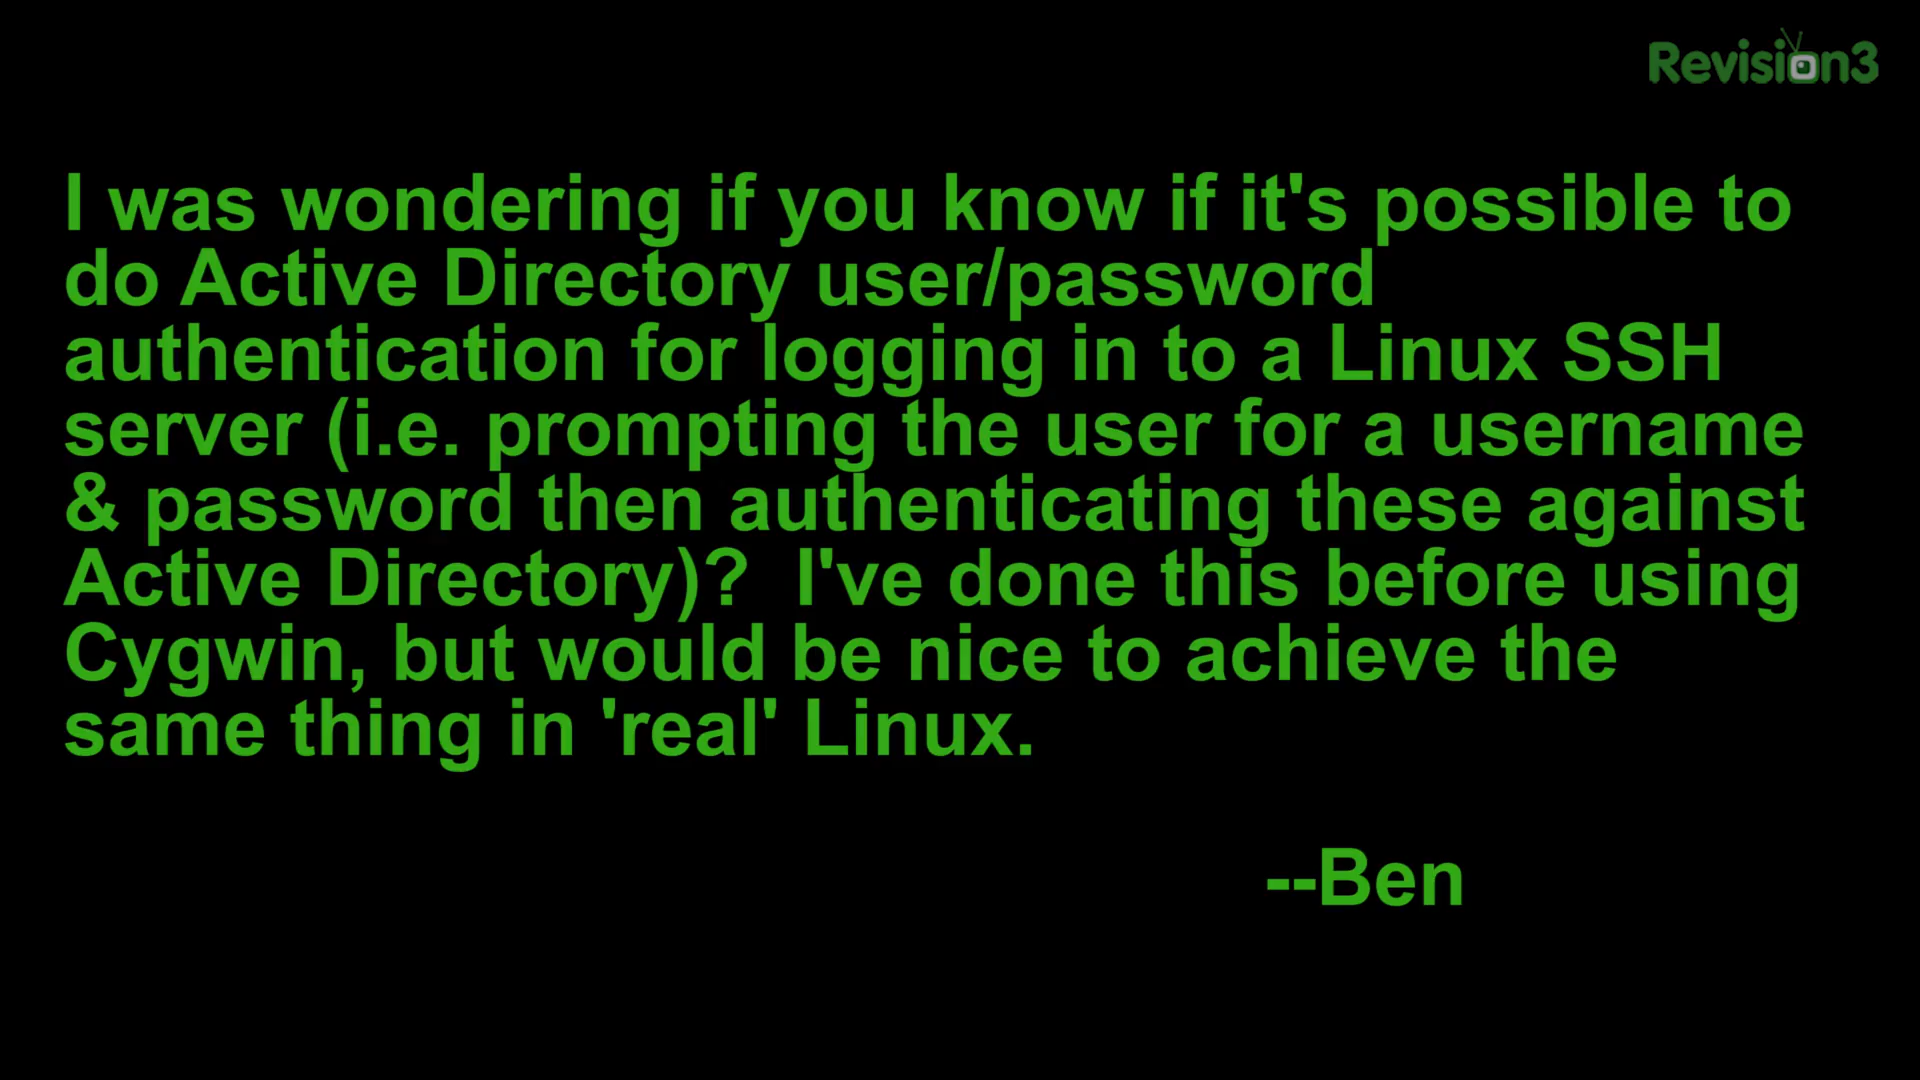 Revision3
I was wondering if you know if it's possible to
do Active Directory user/password
authentication for logging in to a Linux SSH
server (i.e. prompting the user for a username
& password then authenticating these against
Active Directory)?  I've done this before using
Cygwin, but would be nice to achieve the
same thing in 'real' Linux.
--Ben